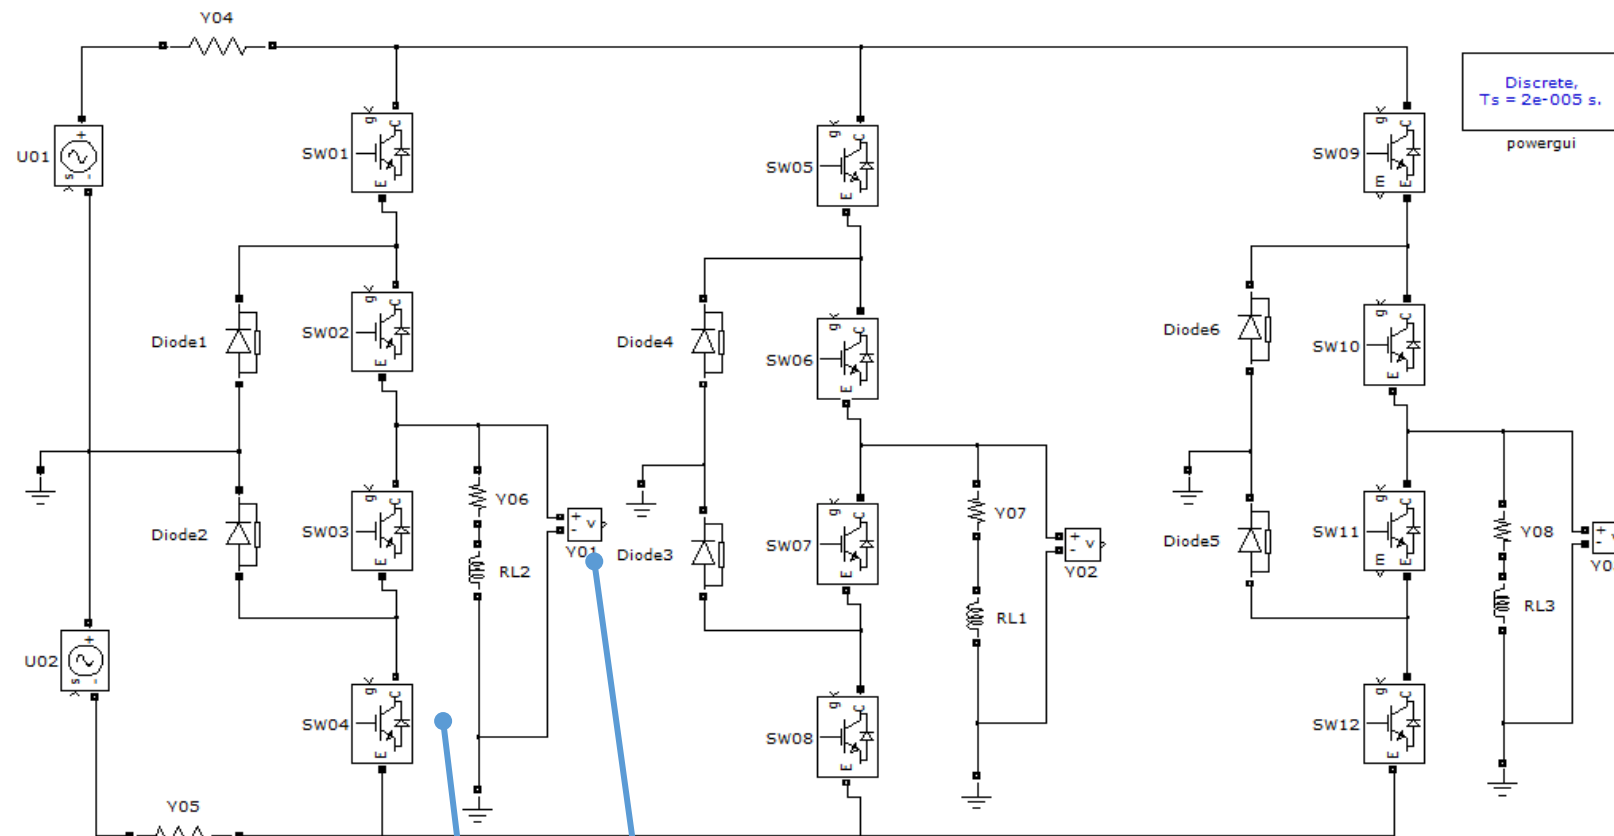 Y04
Discrete,
Ts = 2e-005 s.
powergui
U01
+
s
-
SW01
g
C
E
SW05
g
C
E
SW09
g
C
m
E
Diode1
SW02
g
C
E
Diode4
SW06
g
C
E
Diode6
SW10
g
C
E
Diode2
SW03
g
C
E
Y06
RL2
+
-
v
Y01
Diode3
SW07
g
C
E
Y07
RL1
+
-
v
Y02
Diode5
SW11
g
C
m
E
Y08
RL3
+
-
U02
+
s
-
SW04
g
C
E
SW08
g
C
E
SW12
g
C
E
Y05